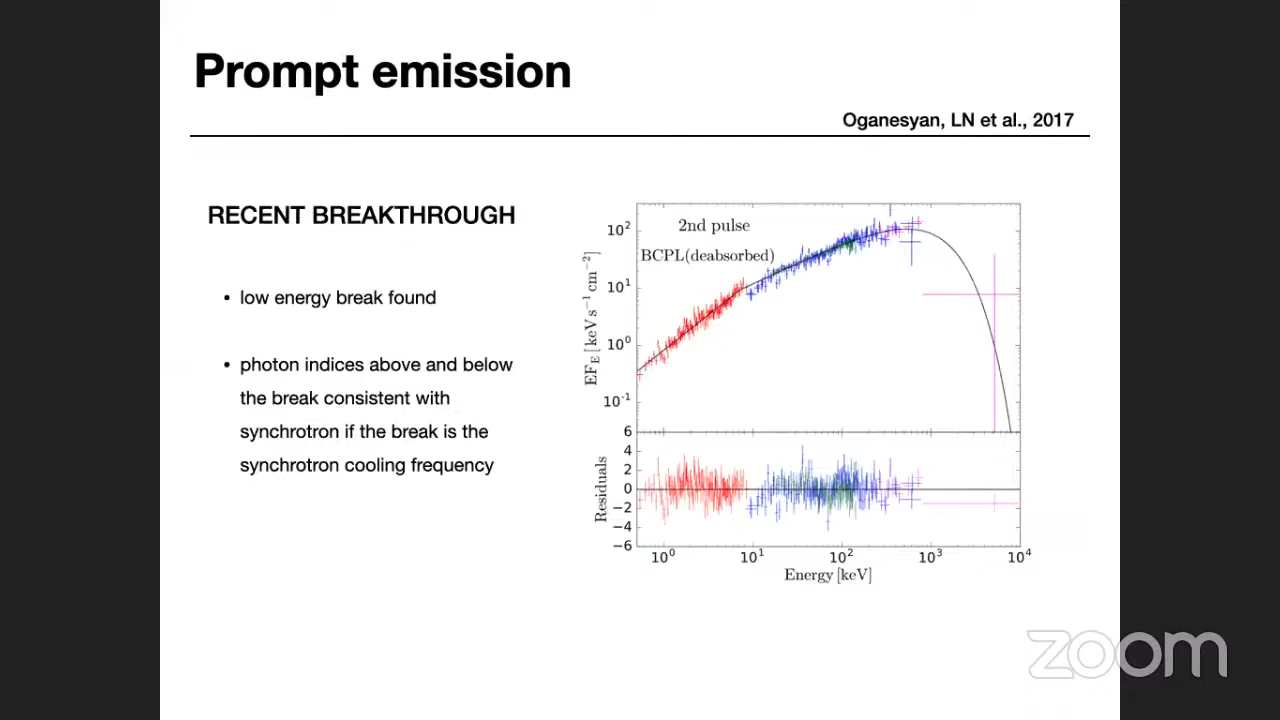 Prompt emission
Oganesyan, LN et al., 2017
RECENT BREAKTHROUGH
• low energy break found
• photon indices above and below
the break consistent with
synchrotron if the break is the
synchrotron cooling frequency
2nd pulse
BCPL(deabsorbed)
EF_E [keV s⁻¹ cm⁻²]
10²
10¹
10⁰
10⁻¹
Residuals
6
4
2
0
−2
−4
−6
10⁰ 10¹ 10² 10³ 10⁴
Energy [keV]
zoom